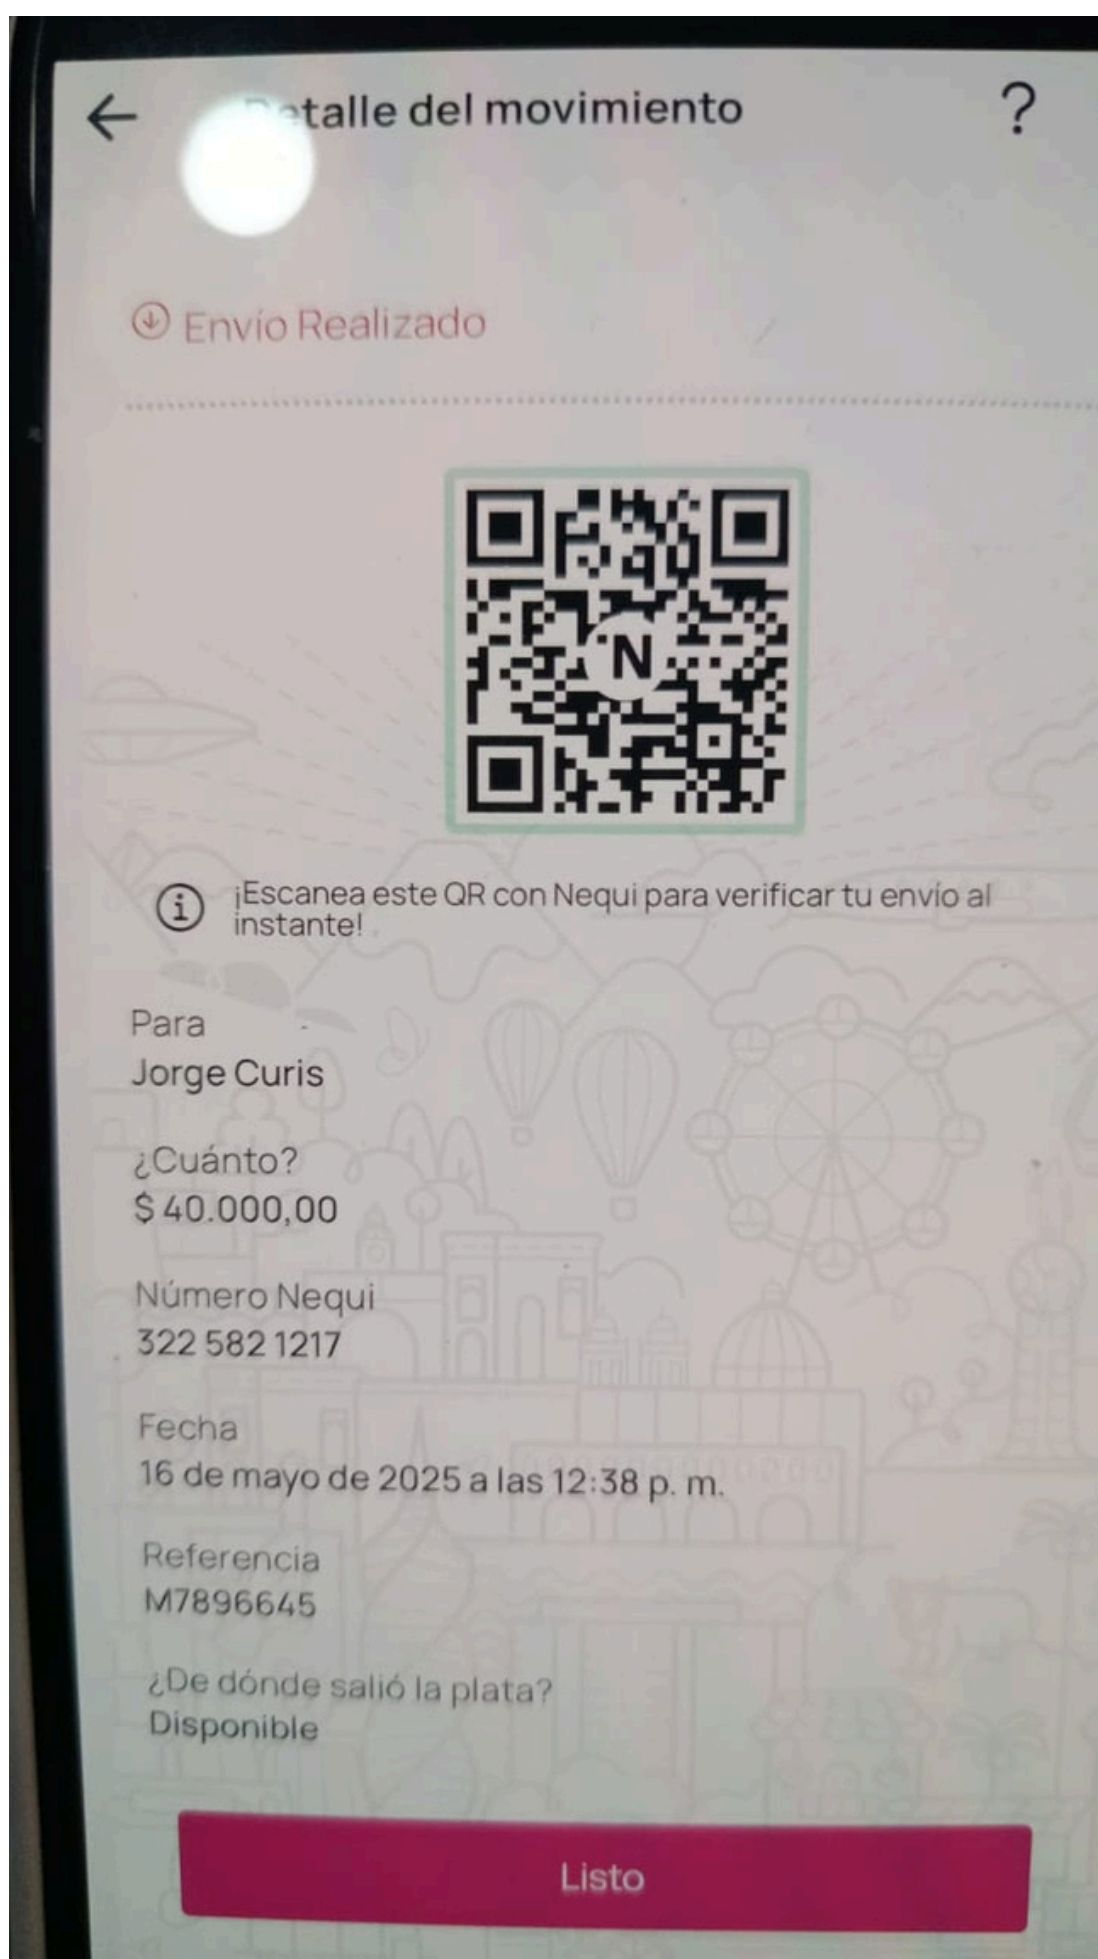 Detalle del movimiento
?
Envío Realizado
N
¡Escanea este QR con Nequi para verificar tu envío al
instante!
Para
Jorge Curis
¿Cuánto?
$ 40.000,00
Número Nequi
322 582 1217
Fecha
16 de mayo de 2025 a las 12:38 p. m.
Referencia
M7896645
¿De dónde salió la plata?
Disponible
Listo